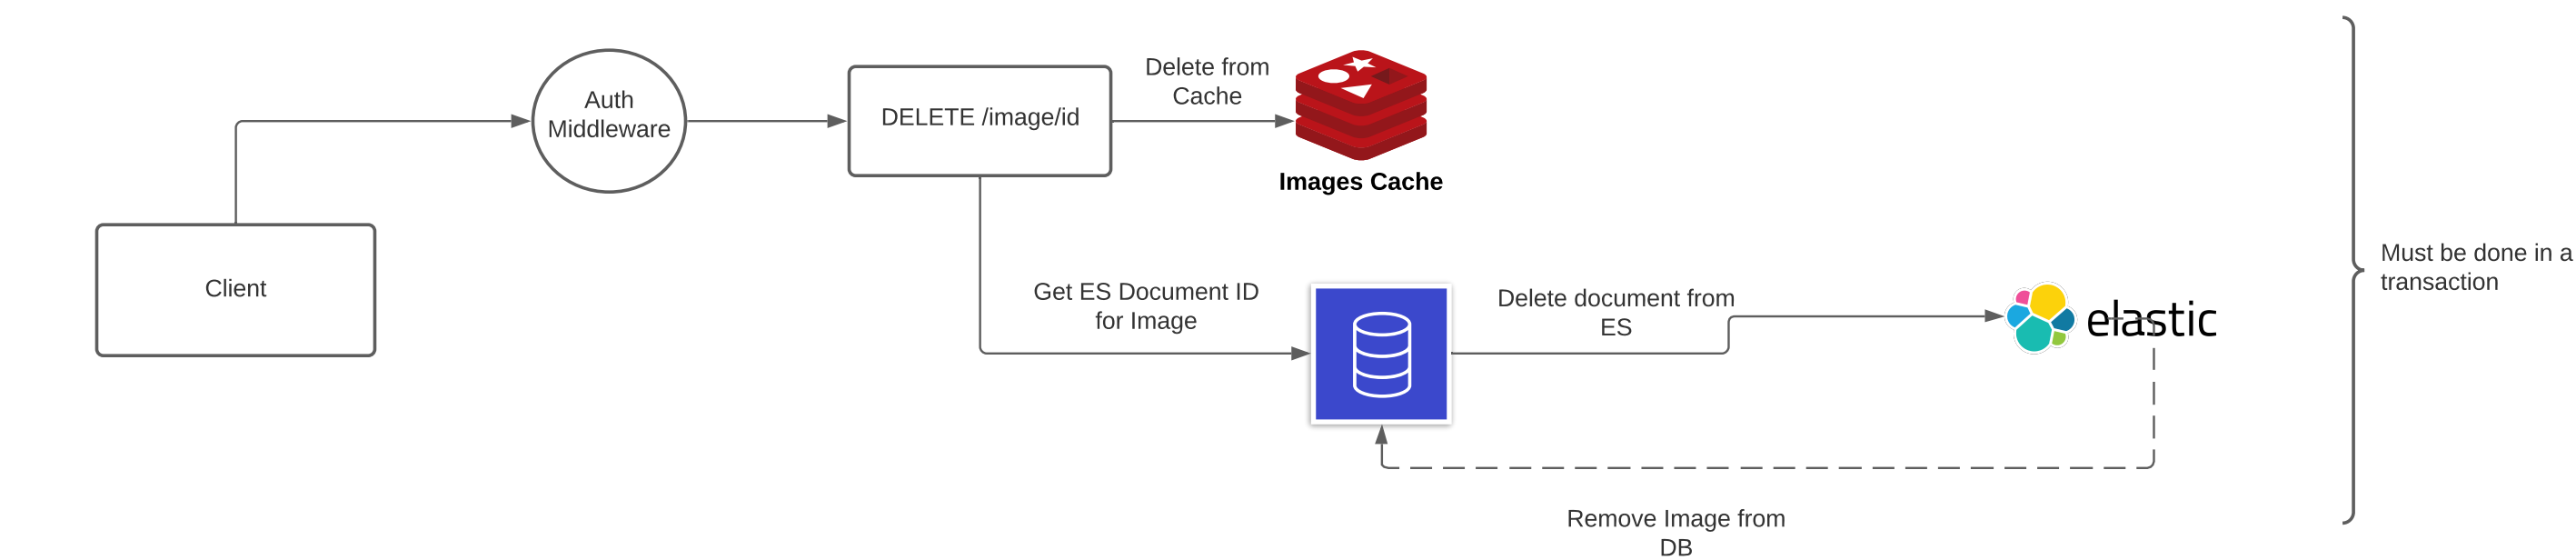 Delete from
Cache
Auth
Middleware
DELETE /image/id
Images Cache
Client
Get ES Document ID
for Image
Delete document from
ES
elastic
Must be done in a
transaction
Remove Image from
DB